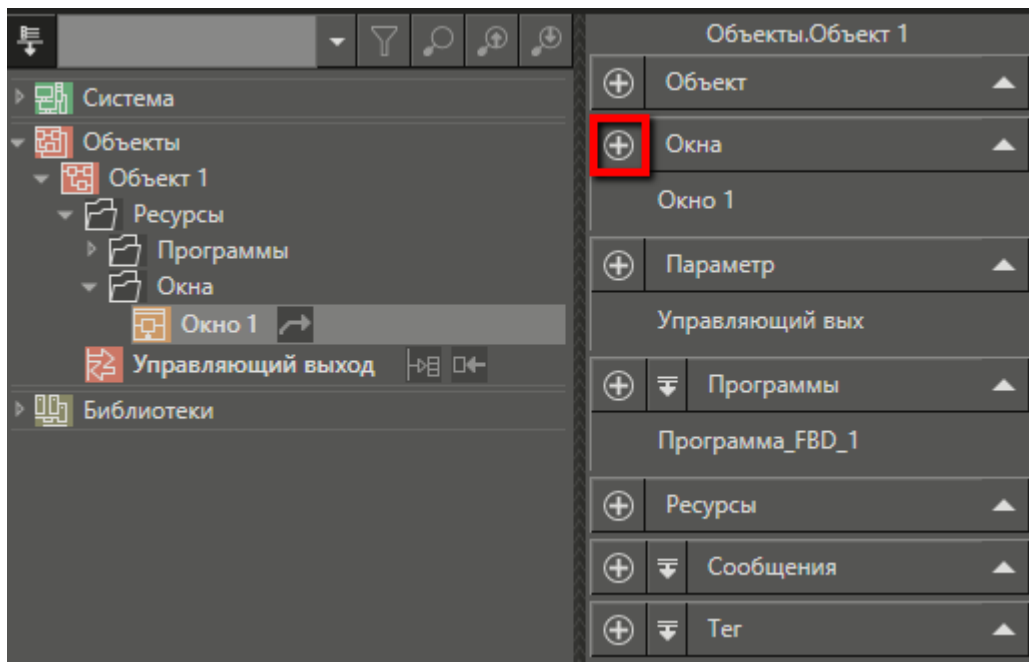 Система
Объекты
Объект 1
Ресурсы
Программы
Окна
Окно 1
Управляющий выход
Библиотеки
Объекты.Объект 1
Объект
Окна
Окно 1
Параметр
Управляющий вых
Программы
Программа_FBD_1
Ресурсы
Сообщения
Тег